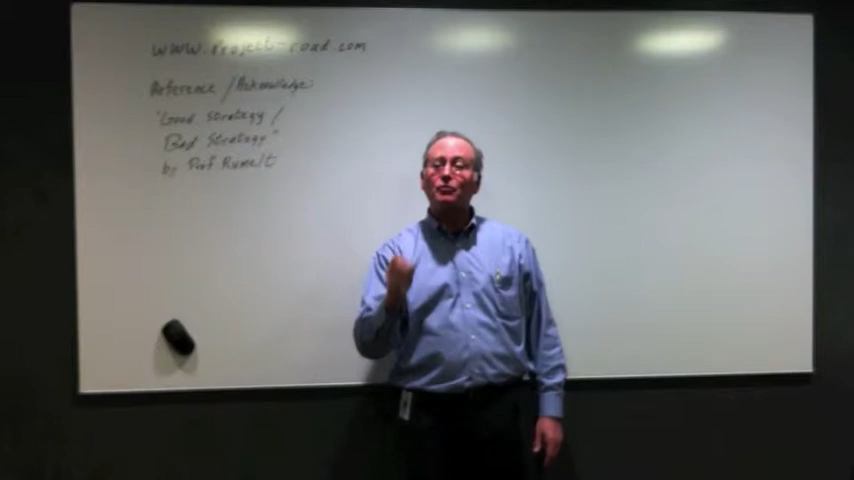 www.Project-road.com
Reference / Acknowledge:
"Good strategy /
Bad Strategy"
by Prof Rumelt